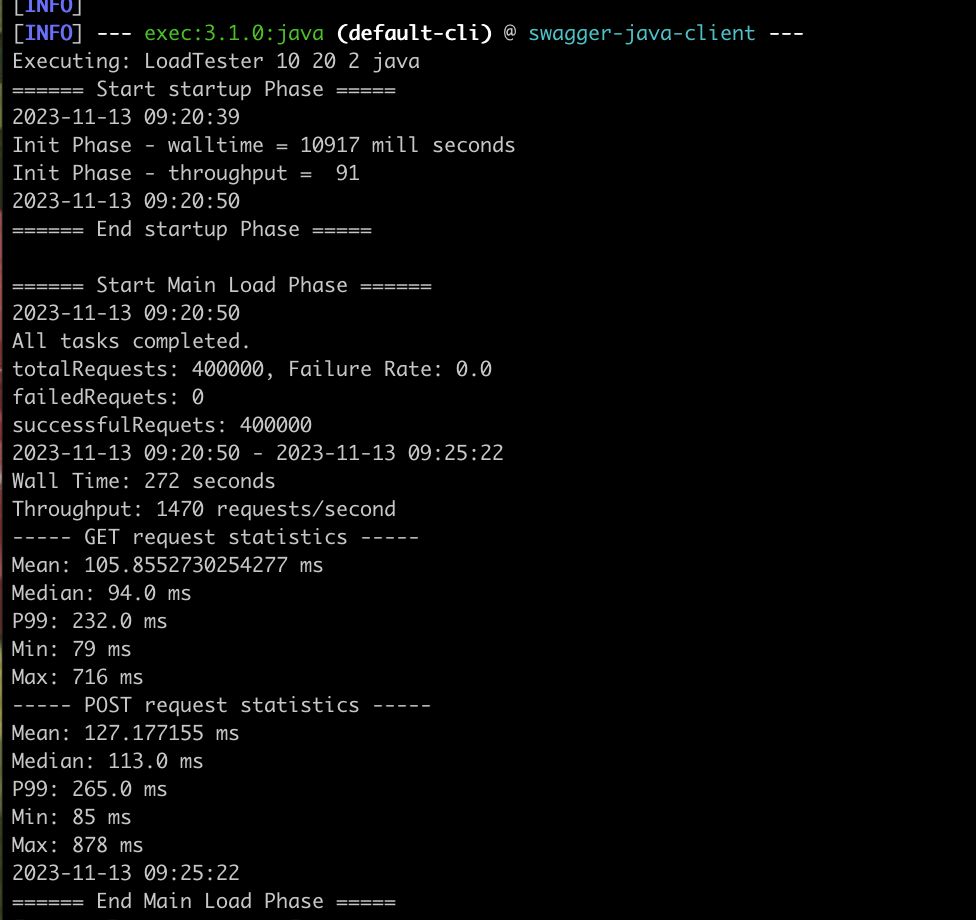 [INFO]
[INFO] --- exec:3.1.0:java (default-cli) @ swagger-java-client ---
Executing: LoadTester 10 20 2 java
====== Start startup Phase =====
2023-11-13 09:20:39
Init Phase - walltime = 10917 mill seconds
Init Phase - throughput =  91
2023-11-13 09:20:50
====== End startup Phase =====

====== Start Main Load Phase ======
2023-11-13 09:20:50
All tasks completed.
totalRequests: 400000, Failure Rate: 0.0
failedRequets: 0
successfulRequets: 400000
2023-11-13 09:20:50 - 2023-11-13 09:25:22
Wall Time: 272 seconds
Throughput: 1470 requests/second
----- GET request statistics -----
Mean: 105.8552730254277 ms
Median: 94.0 ms
P99: 232.0 ms
Min: 79 ms
Max: 716 ms
----- POST request statistics -----
Mean: 127.177155 ms
Median: 113.0 ms
P99: 265.0 ms
Min: 85 ms
Max: 878 ms
2023-11-13 09:25:22
====== End Main Load Phase =====